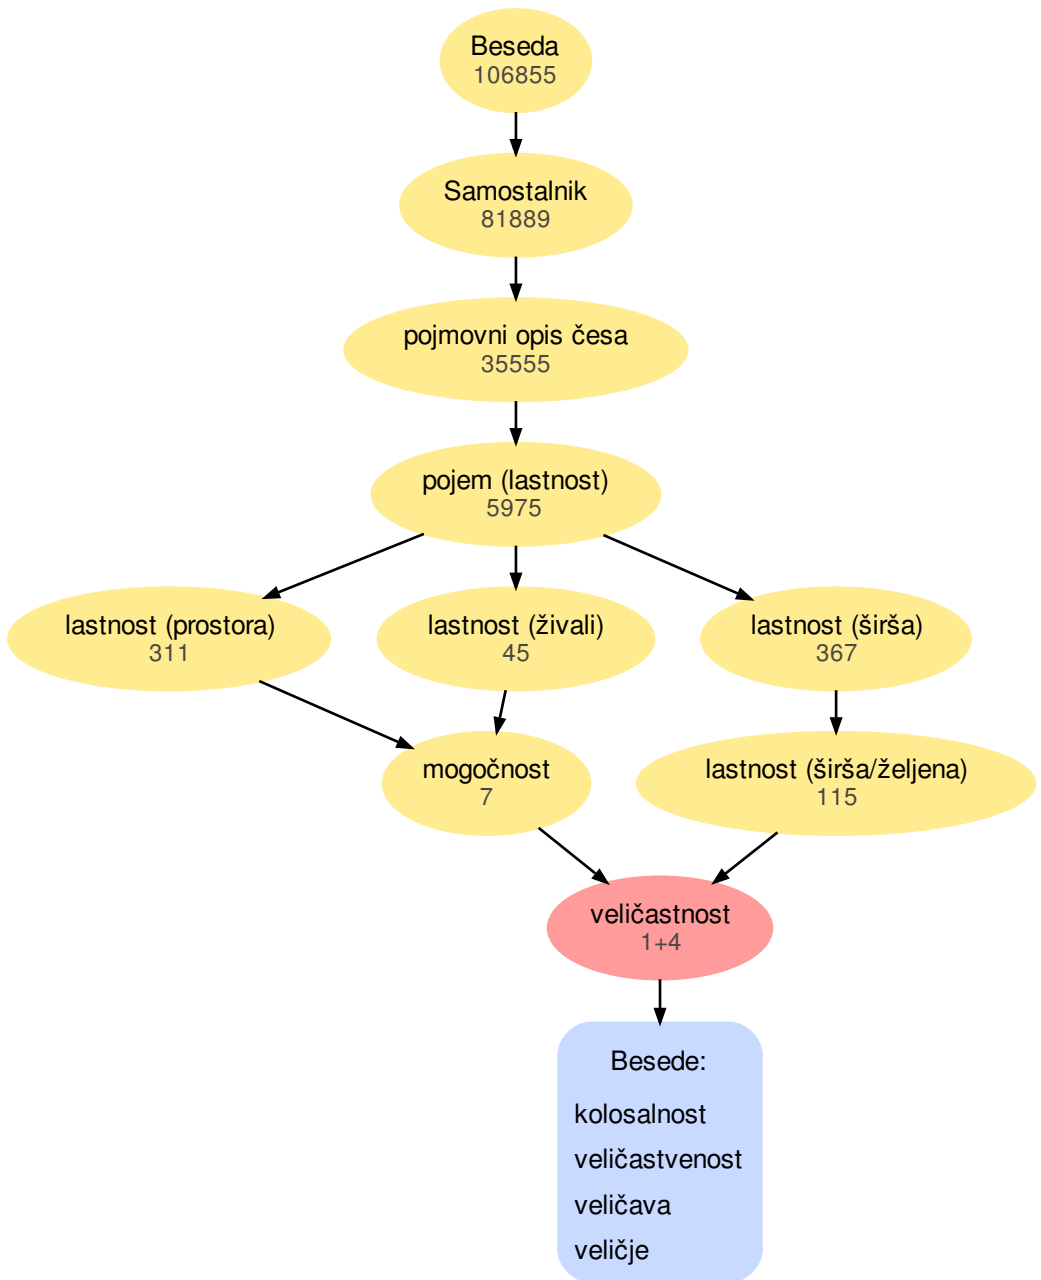 Beseda
106855
Samostalnik
81889
pojmovni opis česa
35555
pojem (lastnost)
5975
lastnost (prostora)
311
lastnost (živali)
45
lastnost (širša)
367
mogočnost
7
lastnost (širša/željena)
115
veličastnost
1+4
Besede:
kolosalnost
veličastvenost
veličava
veličje